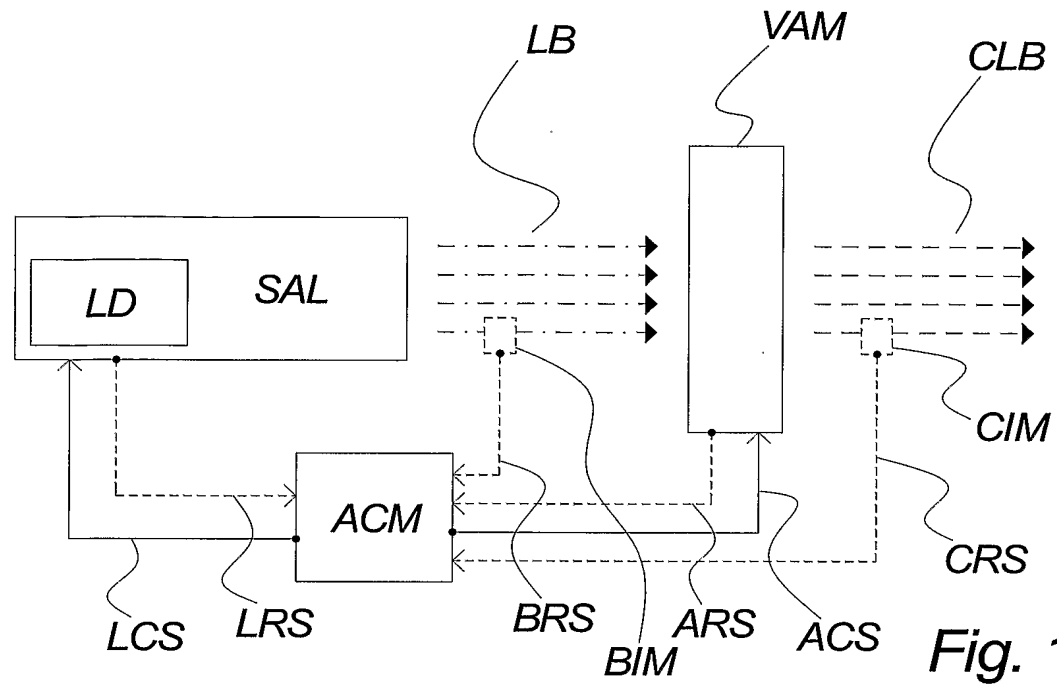 LB
VAM
CLB
LD
SAL
CIM
ACM
CRS
LCS
LRS
BRS
BIM
ARS
ACS
Fig.